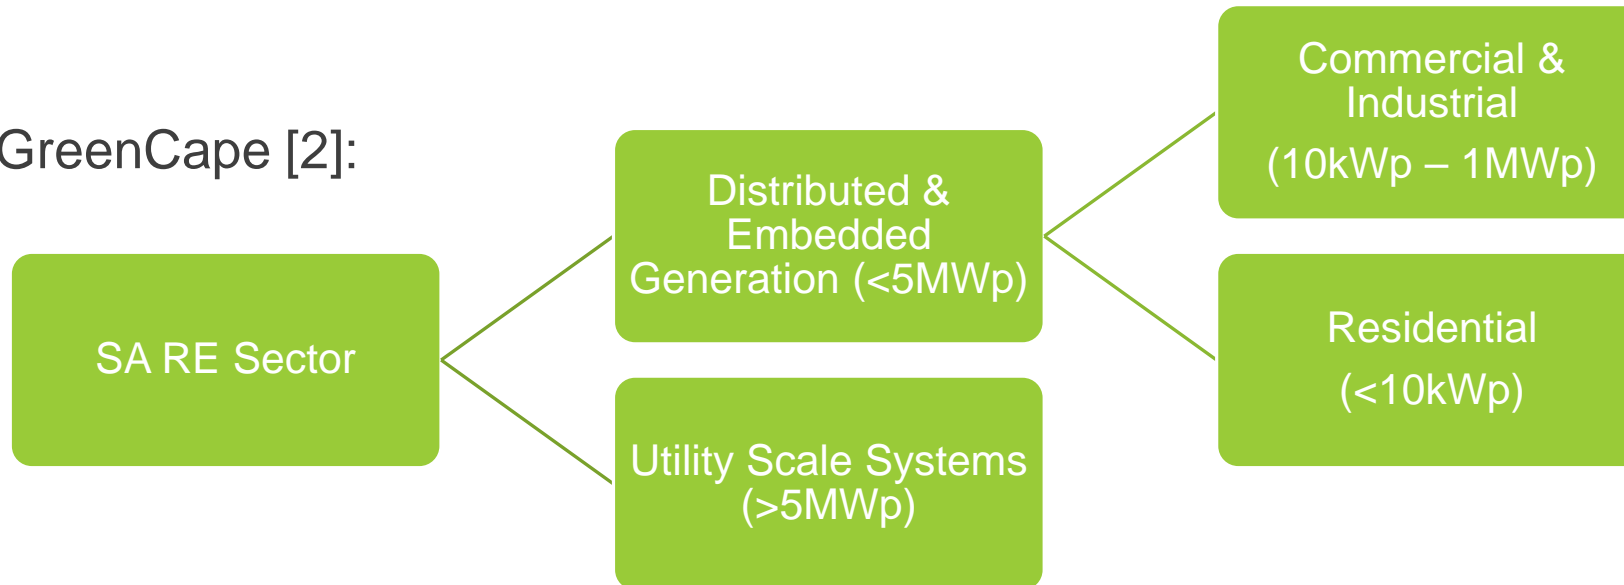 GreenCape [2]:
SA RE Sector
Distributed &
Embedded
Generation (<5MWp)
Utility Scale Systems
(>5MWp)
Commercial &
Industrial
(10kWp – 1MWp)
Residential
(<10kWp)